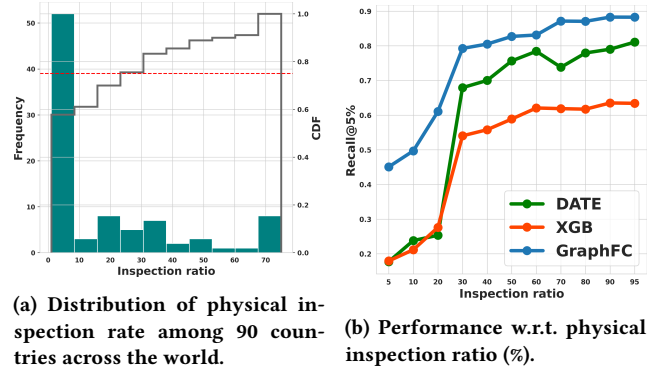 50
40
30
20
10
0
Frequency
1.0
0.8
0.6
0.4
0.2
0.0
CDF
0 10 20 30 40 50 60 70
Inspection ratio
(a) Distribution of physical in-
spection rate among 90 coun-
tries across the world.
0.9
0.8
0.7
0.6
0.5
0.4
0.3
0.2
Recall@5%
DATE
XGB
GraphFC
5 10 20 30 40 50 60 70 80 90 95
Inspection ratio
(b) Performance w.r.t. physical
inspection ratio (%).